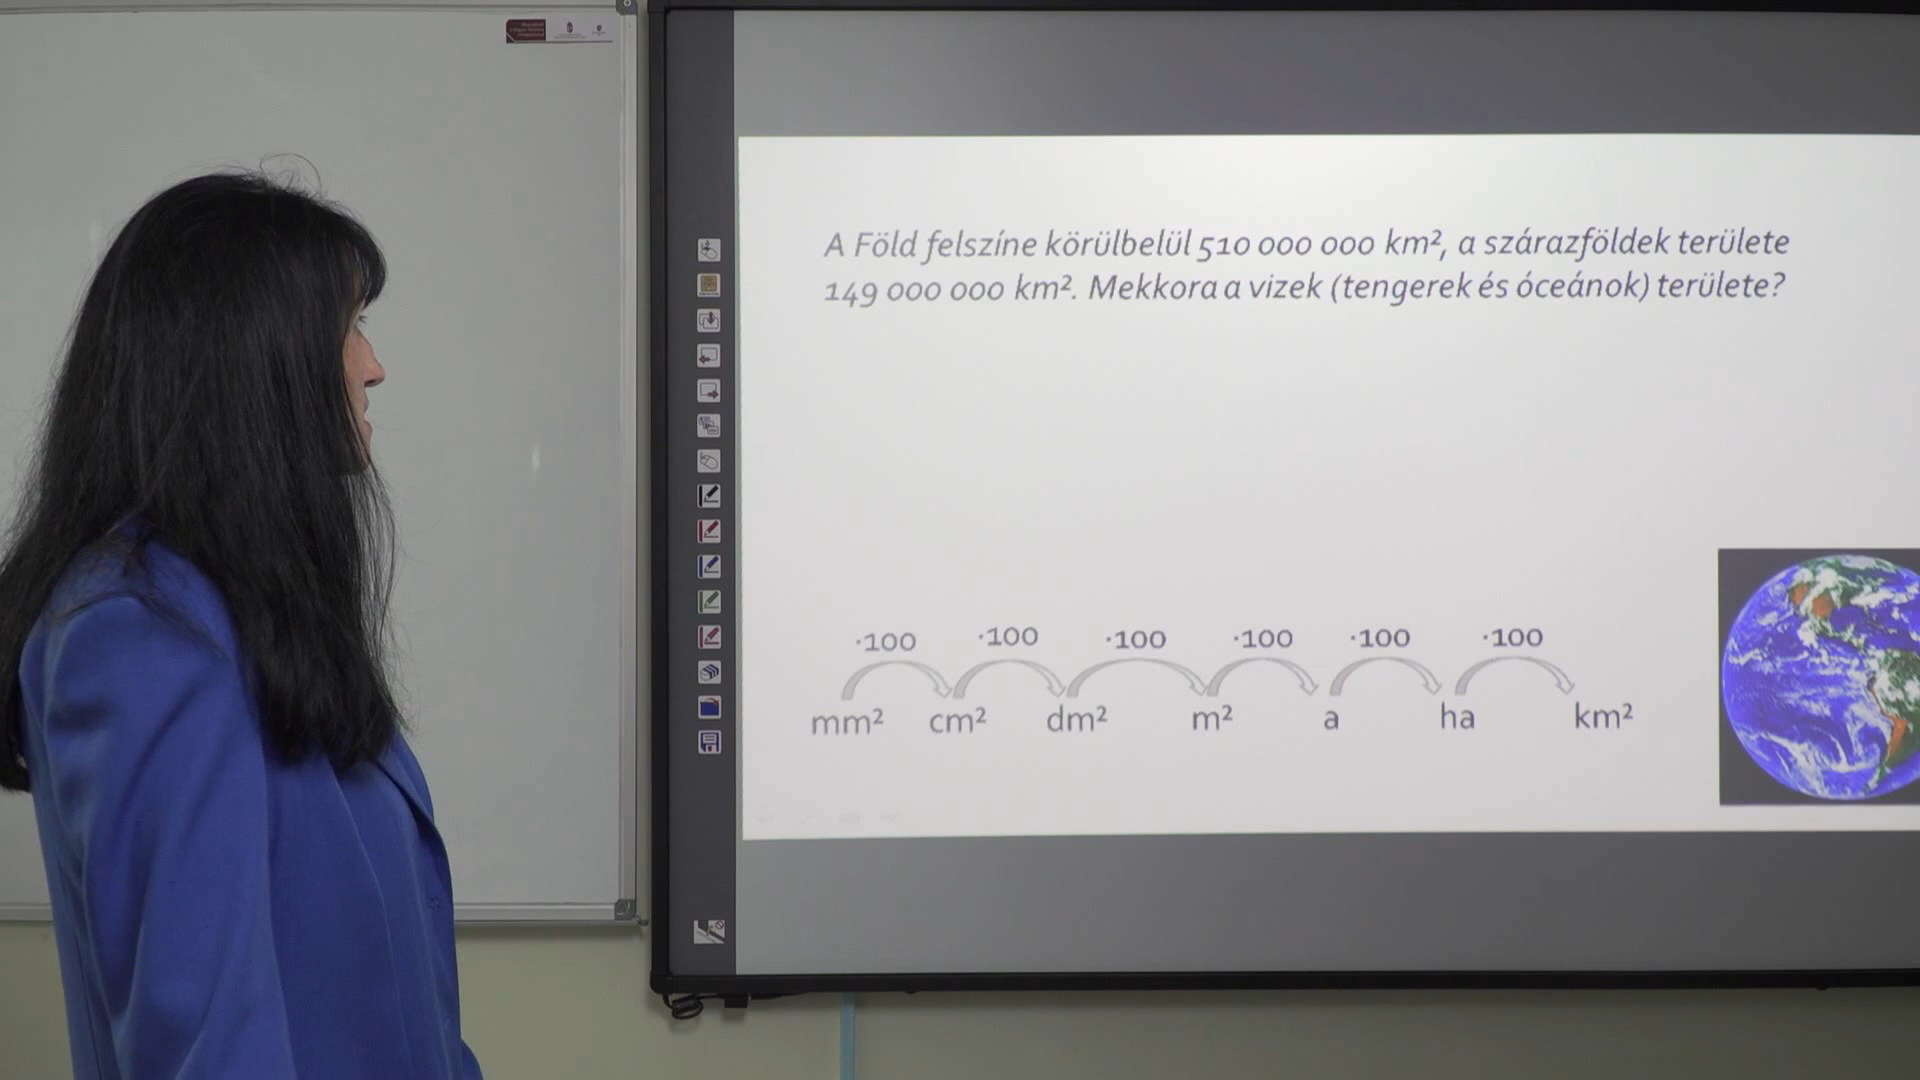 A Föld felszíne körülbelül 510 000 000 km², a szárazföldek területe
149 000 000 km². Mekkora a vizek (tengerek és óceánok) területe?
·100 ·100 ·100 ·100 ·100 ·100
mm² cm² dm² m² a ha km²